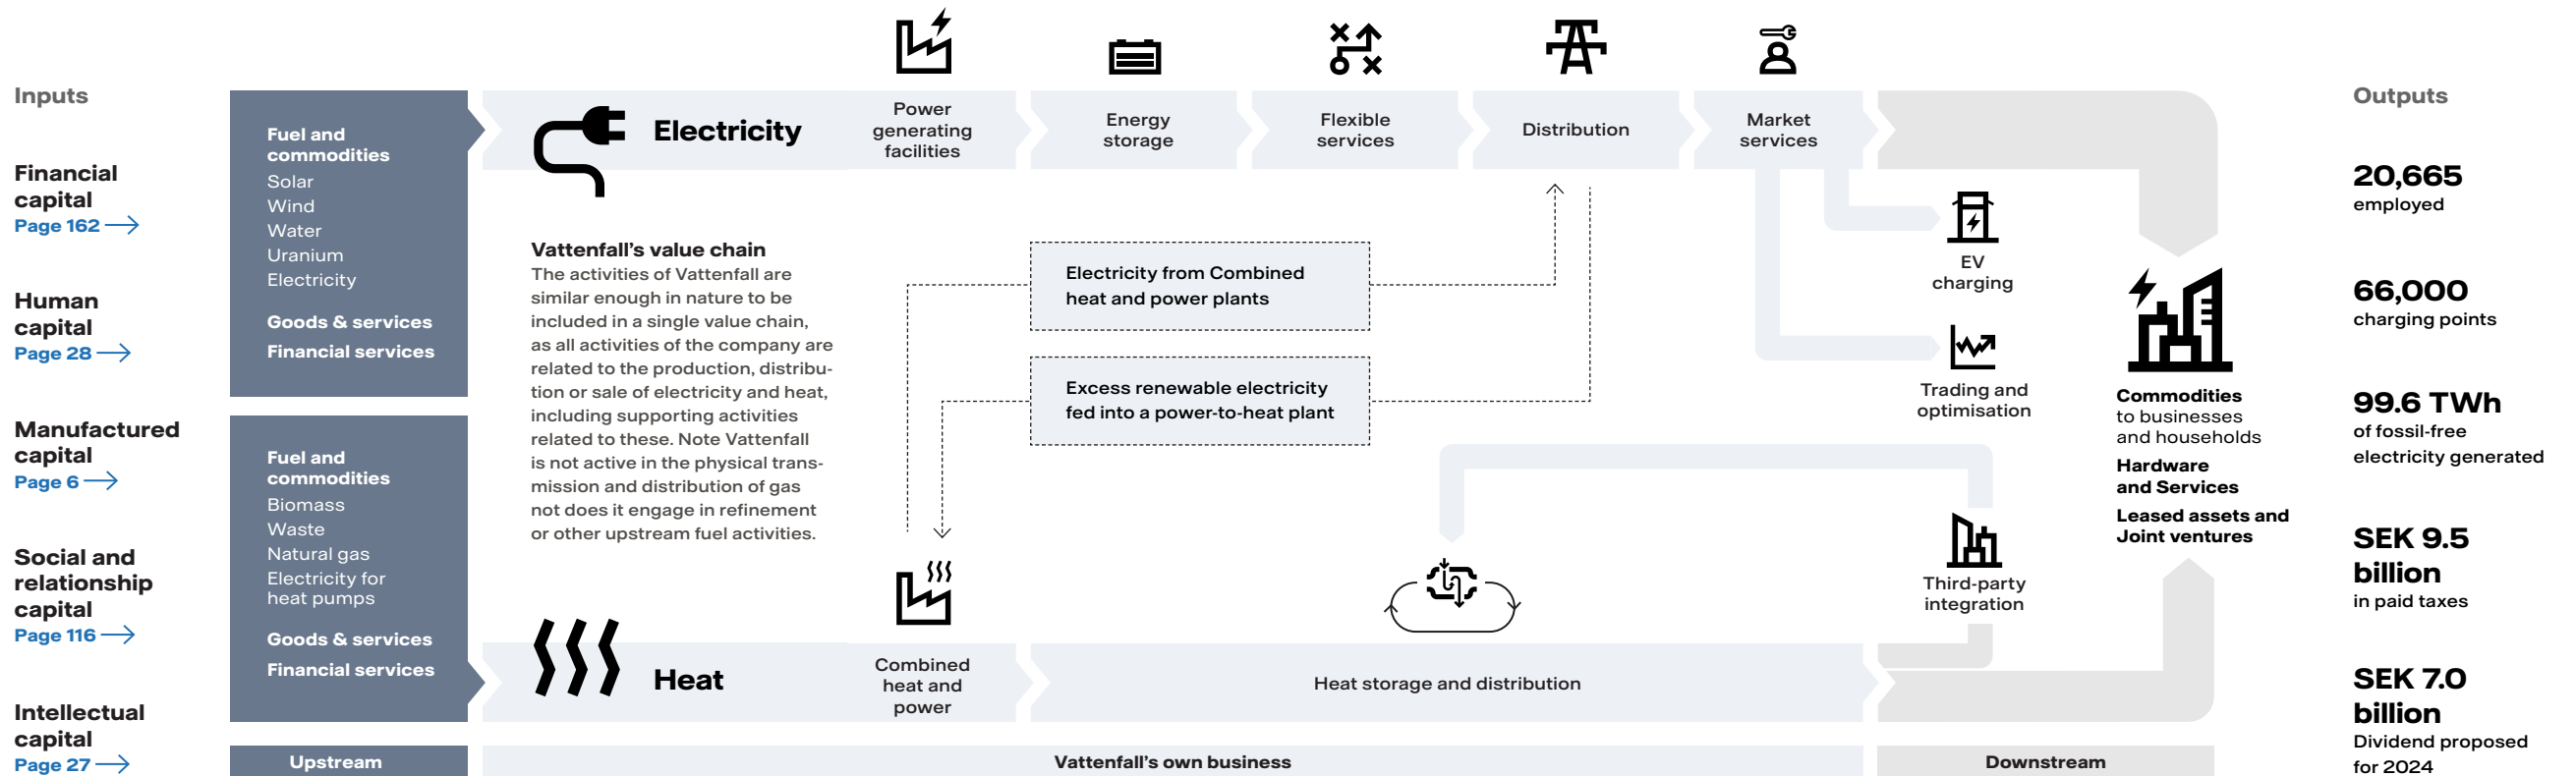 Inputs
Financial
capital
Page 162
Human
capital
Page 28
Manufactured
capital
Page 6
Social and
relationship
capital
Page 116
Intellectual
capital
Page 27
Fuel and
commodities
Solar
Wind
Water
Uranium
Electricity
Goods & services
Financial services
Fuel and
commodities
Biomass
Waste
Natural gas
Electricity for
heat pumps
Goods & services
Financial services
Upstream
Electricity
Power
generating
facilities
Energy
storage
Flexible
services
Distribution
Market
services
Vattenfall’s value chain
The activities of Vattenfall are
similar enough in nature to be
included in a single value chain,
as all activities of the company are
related to the production, distribu-
tion or sale of electricity and heat,
including supporting activities
related to these. Note Vattenfall
is not active in the physical trans-
mission and distribution of gas
not does it engage in refinement
or other upstream fuel activities.
Electricity from Combined
heat and power plants
Excess renewable electricity
fed into a power-to-heat plant
EV
charging
Trading and
optimisation
Third-party
integration
Heat
Combined
heat and
power
Heat storage and distribution
Vattenfall’s own business
Commodities
to businesses
and households
Hardware
and Services
Leased assets and
Joint ventures
Downstream
Outputs
20,665
employed
66,000
charging points
99.6 TWh
of fossil-free
electricity generated
SEK 9.5
billion
in paid taxes
SEK 7.0
billion
Dividend proposed
for 2024